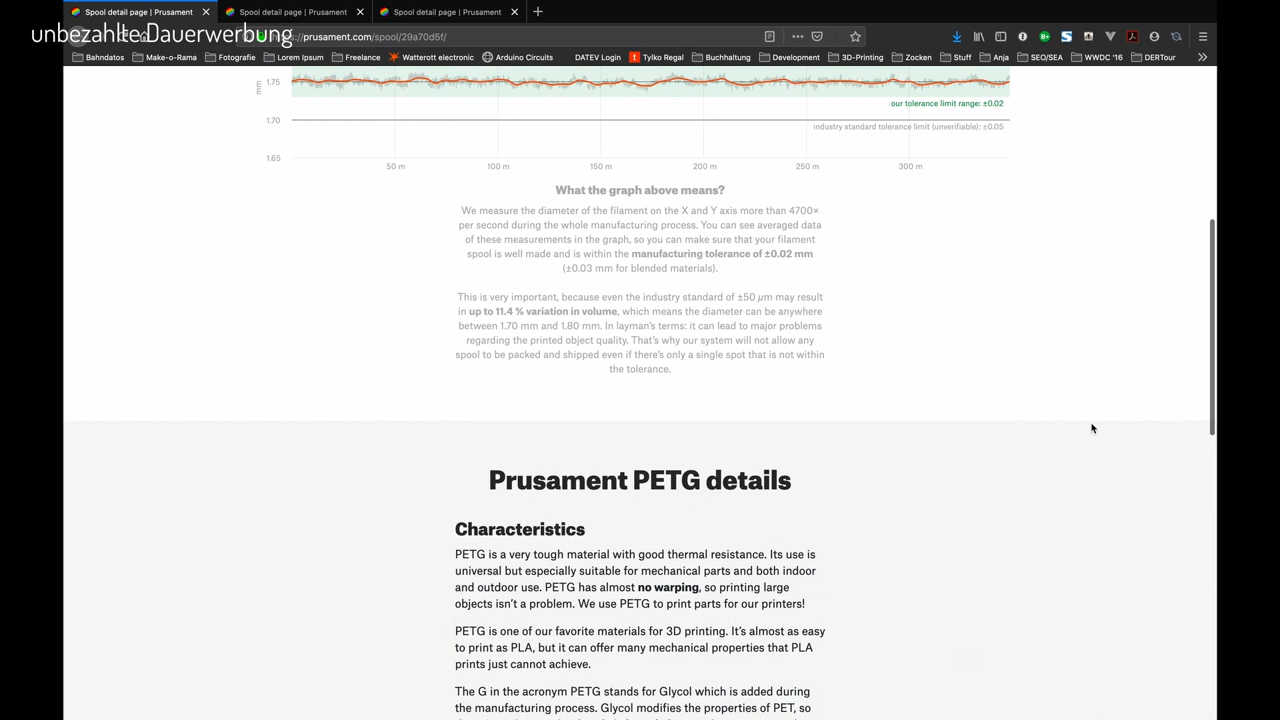 Spool detail page | Prusament
Spool detail page | Prusament
Spool detail page | Prusament
unbezahlte Dauerwerbung
prusament.com/spool/29a70d5f/
Bahndatos
Make-o-Rama
Fotografie
Lorem Ipsum
Freelance
Watterott electronic
Arduino Circuits
DATEV Login
Tylko Regal
Buchhaltung
Development
3D-Printing
Zocken
Stuff
Anja
SEO/SEA
WWDC '16
DERTour
mm
1.75
our tolerance limit range: ±0.02
1.70
industry standard tolerance limit (unverifiable): ±0.05
1.65
50 m
100 m
150 m
200 m
250 m
300 m
What the graph above means?
We measure the diameter of the filament on the X and Y axis more than 4700×
per second during the whole manufacturing process. You can see averaged data
of these measurements in the graph, so you can make sure that your filament
spool is well made and is within the manufacturing tolerance of ±0.02 mm
(±0.03 mm for blended materials).
This is very important, because even the industry standard of ±50 µm may result
in up to 11.4 % variation in volume, which means the diameter can be anywhere
between 1.70 mm and 1.80 mm. In layman's terms: it can lead to major problems
regarding the printed object quality. That's why our system will not allow any
spool to be packed and shipped even if there's only a single spot that is not within
the tolerance.
Prusament PETG details
Characteristics
PETG is a very tough material with good thermal resistance. Its use is
universal but especially suitable for mechanical parts and both indoor
and outdoor use. PETG has almost no warping, so printing large
objects isn't a problem. We use PETG to print parts for our printers!
PETG is one of our favorite materials for 3D printing. It's almost as easy
to print as PLA, but it can offer many mechanical properties that PLA
prints just cannot achieve.
The G in the acronym PETG stands for Glycol which is added during
the manufacturing process. Glycol modifies the properties of PET, so